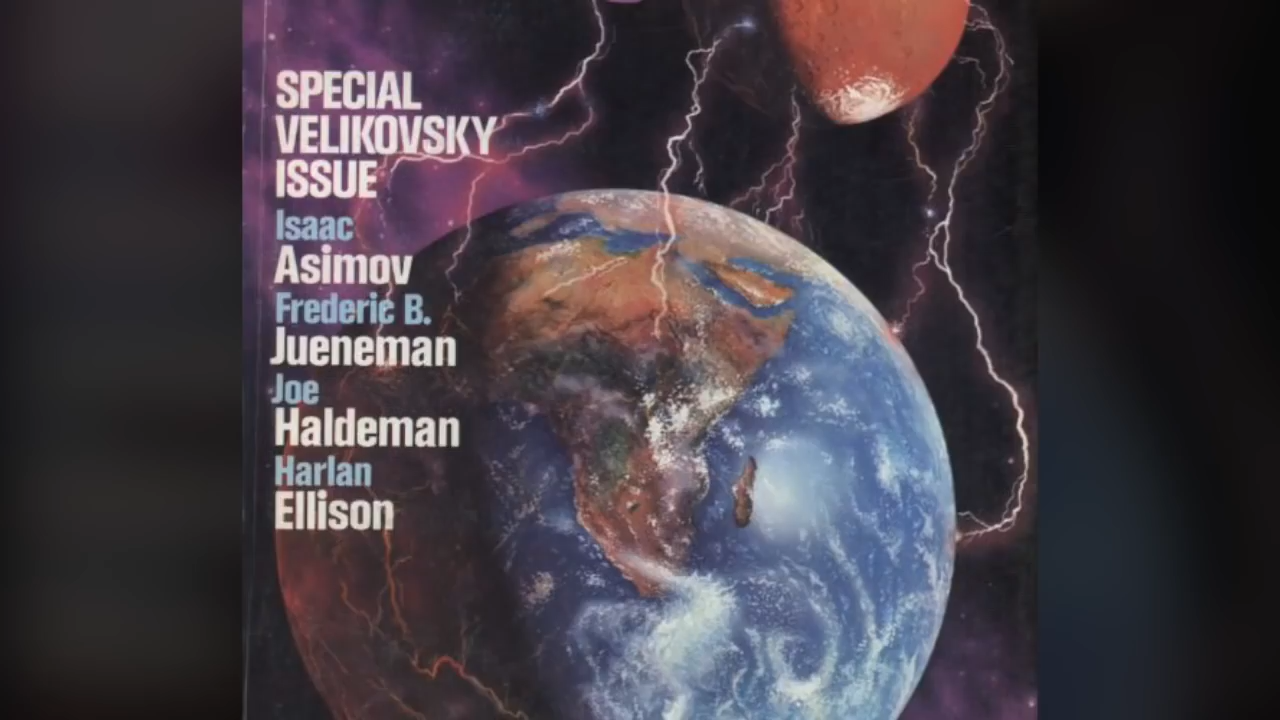 SPECIAL
VELIKOVSKY
ISSUE
Isaac
Asimov
Frederic B.
Jueneman
Joe
Haldeman
Harlan
Ellison